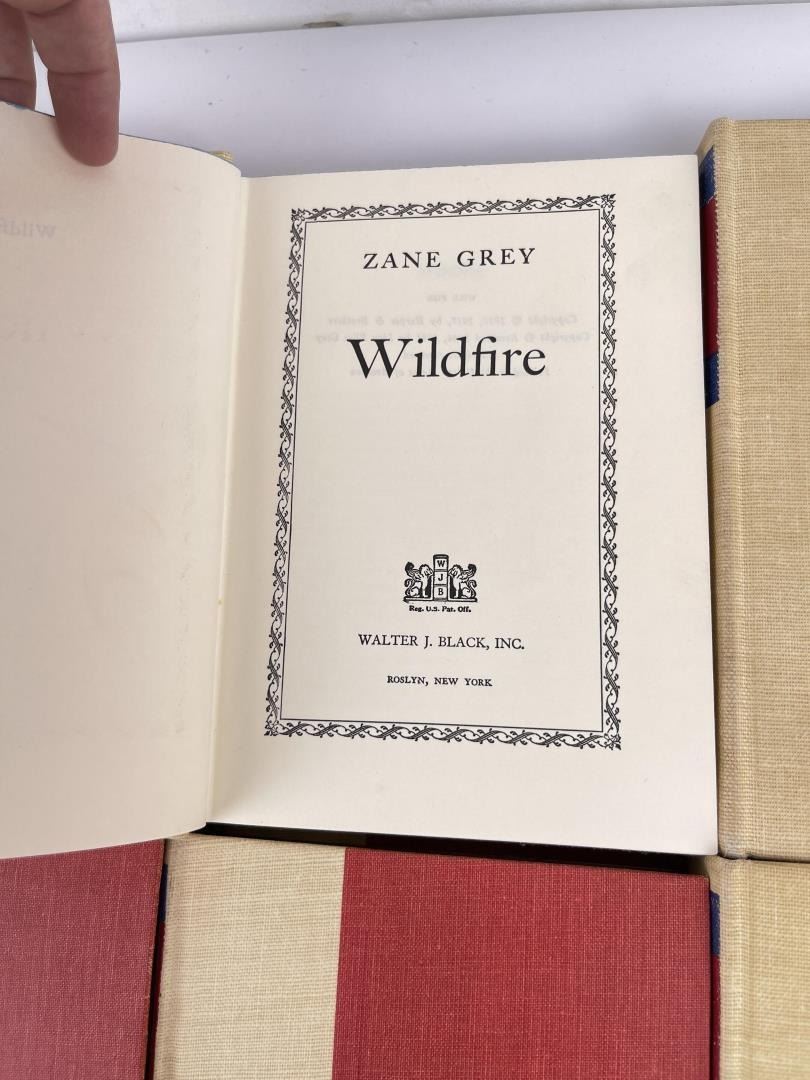 ZANE GREY
Wildfire
W
J
B
Reg. U.S. Pat. Off.
WALTER J. BLACK, INC.
ROSLYN, NEW YORK